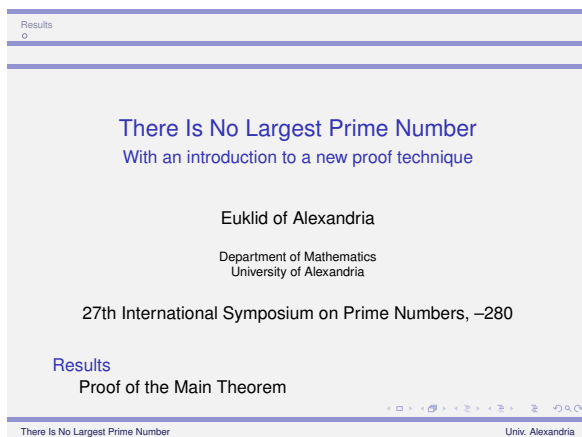 Results
There Is No Largest Prime Number
With an introduction to a new proof technique
Euklid of Alexandria
Department of Mathematics
University of Alexandria
27th International Symposium on Prime Numbers, –280
Results
Proof of the Main Theorem
There Is No Largest Prime Number Univ. Alexandria